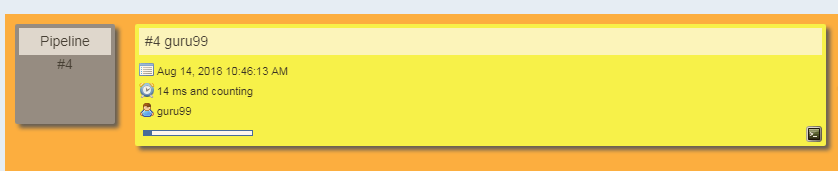 Pipeline
#4
#4 guru99
Aug 14, 2018 10:46:13 AM
14 ms and counting
guru99